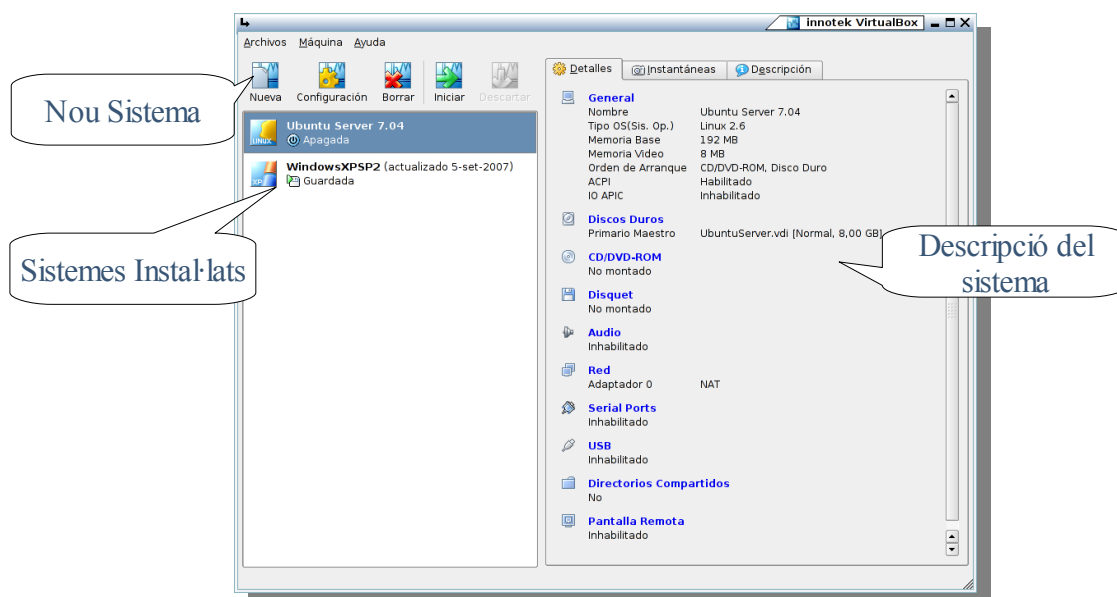 innotek VirtualBox
Archivos Máquina Ayuda
Nueva Configuración Borrar Iniciar Descartar
Detalles Instantáneas Descripción
Nou Sistema
Sistemes Instal·lats
Descripció del
sistema
LINUX
Ubuntu Server 7.04
Apagada
XP
WindowsXPSP2 (actualizado 5-set-2007)
Guardada
General
Nombre Ubuntu Server 7.04
Tipo OS(Sis. Op.) Linux 2.6
Memoria Base 192 MB
Memoria Video 8 MB
Orden de Arranque CD/DVD-ROM, Disco Duro
ACPI Habilitado
IO APIC Inhabilitado
Discos Duros
Primario Maestro UbuntuServer.vdi [Normal, 8,00 GB]
CD/DVD-ROM
No montado
Disquet
No montado
Audio
Inhabilitado
Red
Adaptador 0 NAT
Serial Ports
Inhabilitado
USB
Inhabilitado
Directorios Compartidos
No
Pantalla Remota
Inhabilitado